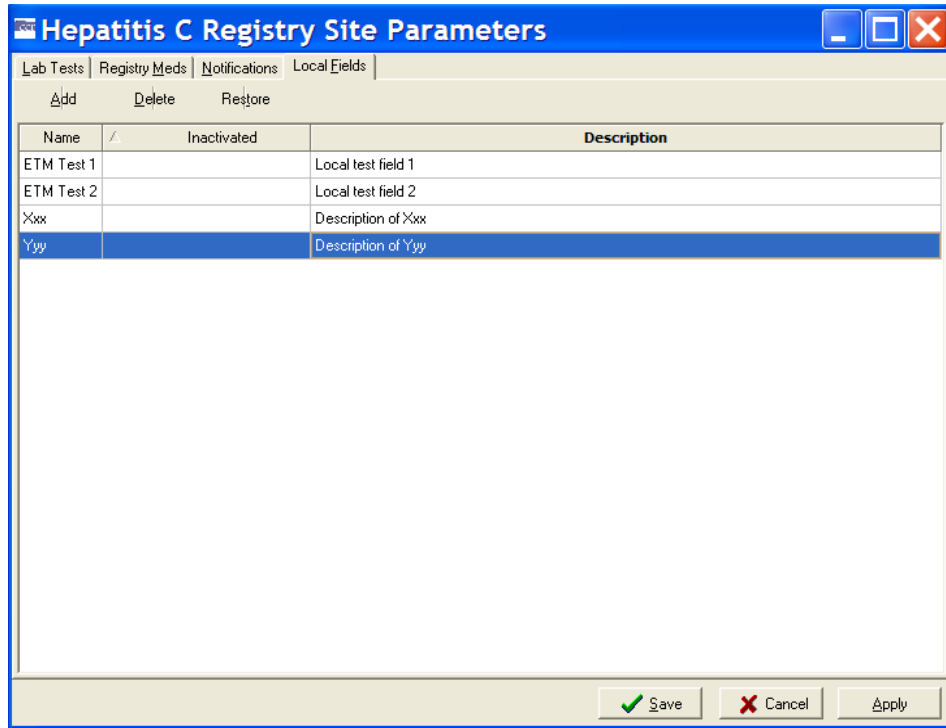 Hepatitis C Registry Site Parameters
Lab Tests Registry Meds Notifications Local Fields
Add Delete Restore
Name Inactivated Description
ETM Test 1 Local test field 1
ETM Test 2 Local test field 2
Xxx Description of Xxx
Yyy Description of Yyy
Save Cancel Apply